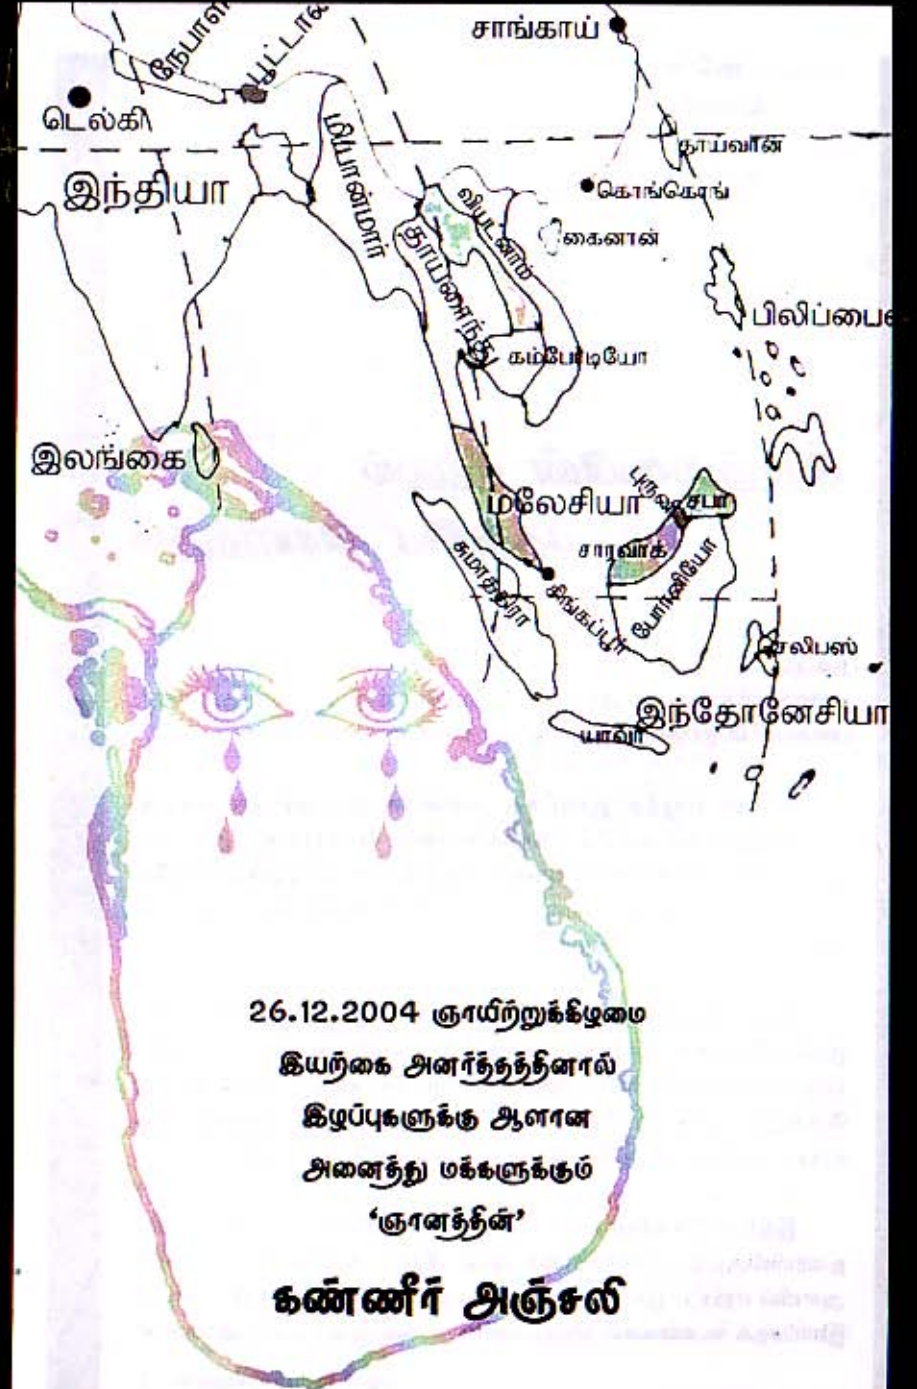 நேபாள
பூட்டான
சாங்காய்
டெல்கி
தாய்வான்
இந்தியா
மியான்மார்
கொங்கொங்
வியட்னாம்
கைனான்
தாய்லாந்து
பிலிப்பை
கம்போடியோ
இலங்கை
மலேசியா
புருனை
சபா
சாரவாக்
சுமாத்திரா
சிங்கப்பூர்
போர்னியோ
செலிபஸ்
இந்தோனேசியா
யாவா
26.12.2004 ஞாயிற்றுக்கிழமை
இயற்கை அனர்த்தத்தினால்
இழப்புகளுக்கு ஆளான
அனைத்து மக்களுக்கும்
‘ஞானத்தின்’
கண்ணீர் அஞ்சலி